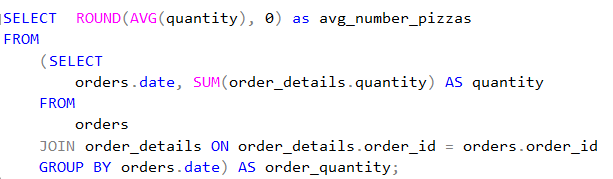 SELECT ROUND(AVG(quantity), 0) as avg_number_pizzas
FROM
(SELECT
orders.date, SUM(order_details.quantity) AS quantity
FROM
orders
JOIN order_details ON order_details.order_id = orders.order_id
GROUP BY orders.date) AS order_quantity;